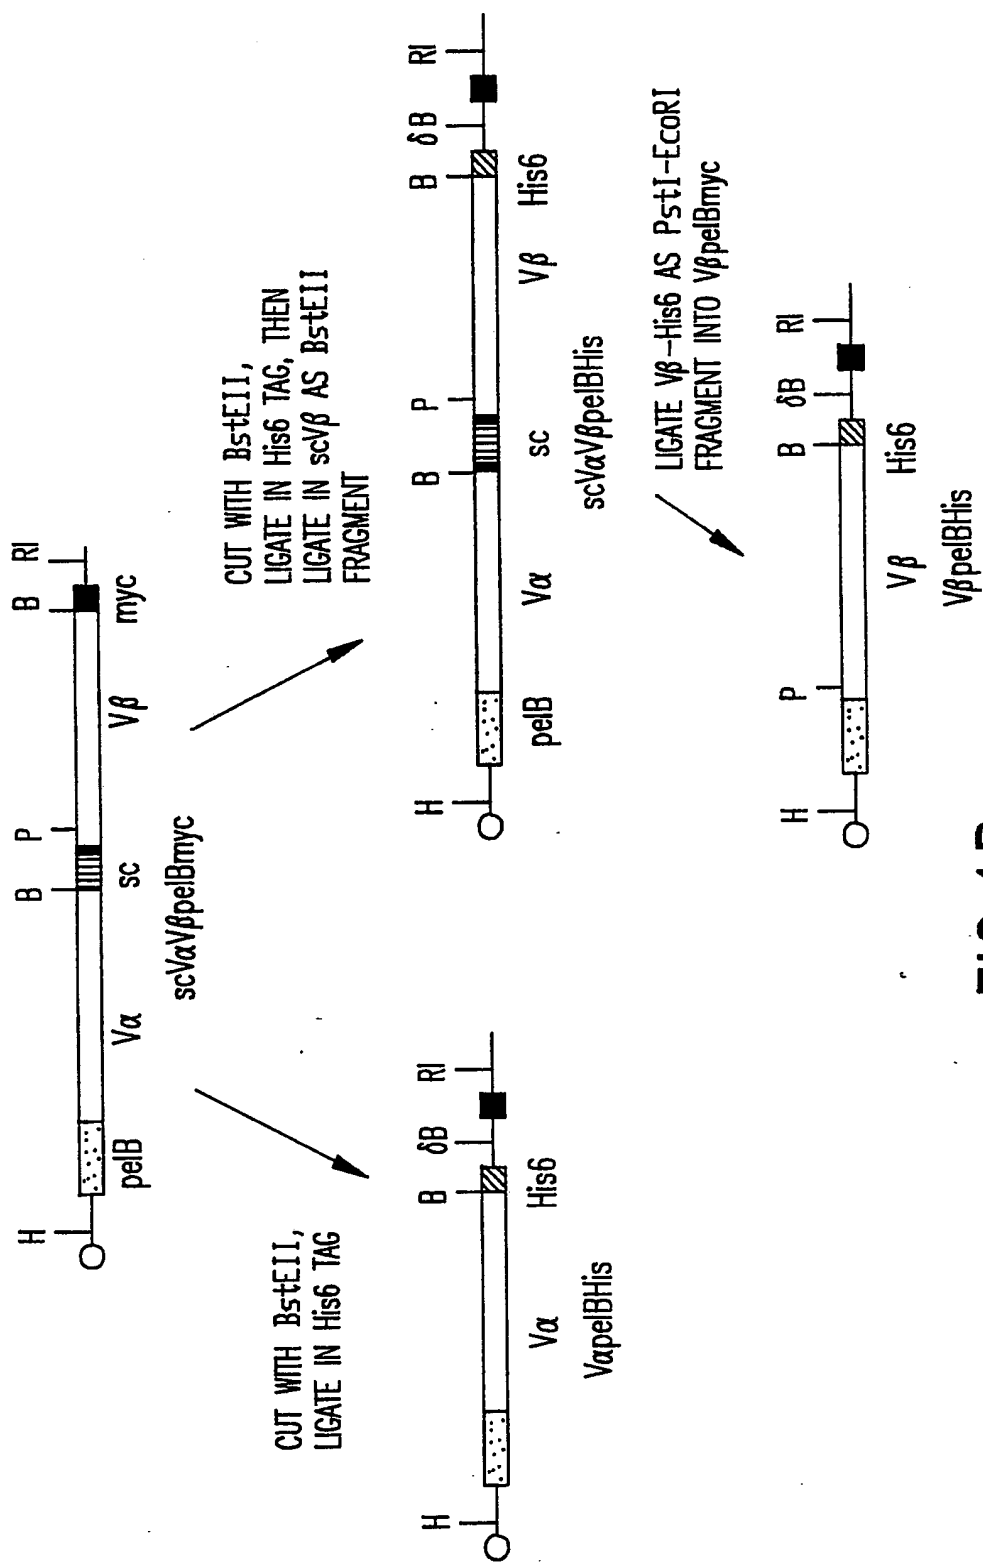 H B P B RI
pelB Vα sc Vβ myc
scVαVβpelBmyc
CUT WITH BstEII,
LIGATE IN His6 TAG
CUT WITH BstEII,
LIGATE IN His6 TAG, THEN
LIGATE IN scVβ AS BstEII
FRAGMENT
H B δB RI
Vα His6
VαpelBHis
H B P B δB RI
pelB Vα sc Vβ His6
scVαVβpelBHis
LIGATE Vβ-His6 AS PstI-EcoRI
FRAGMENT INTO VβpelBmyc
H P B δB RI
Vβ His6
VβpelBHis